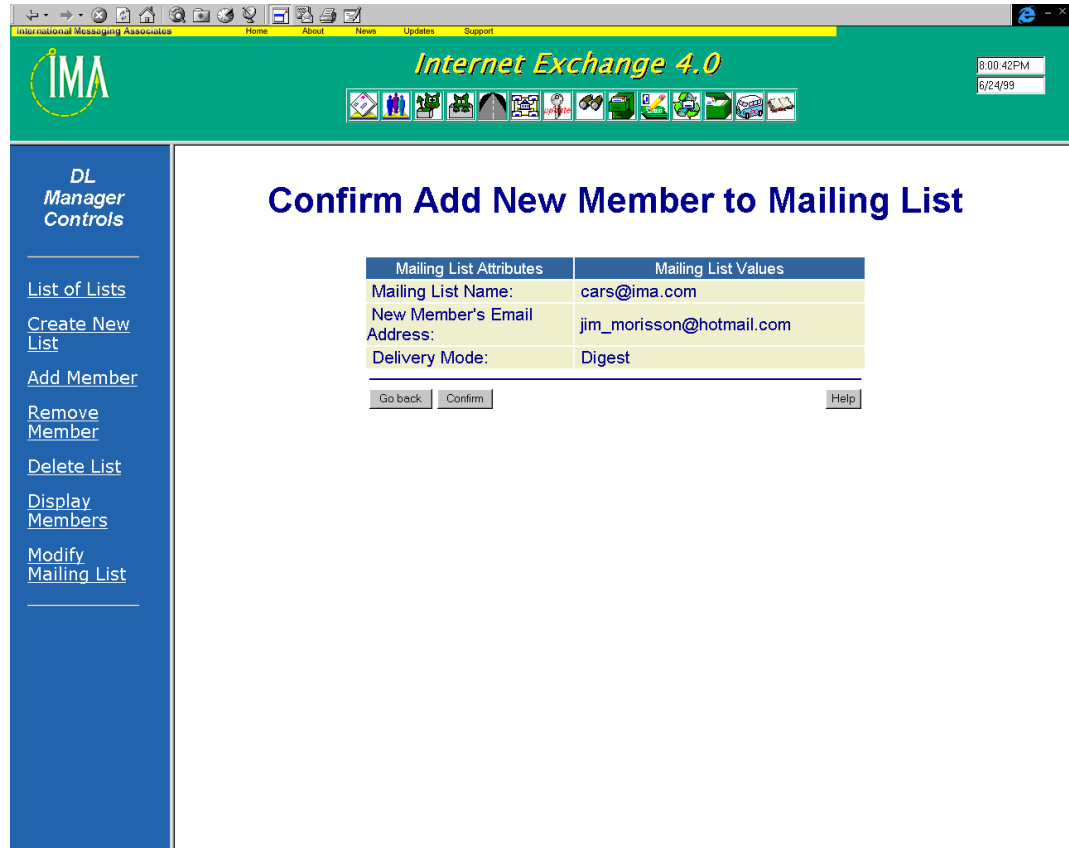 International Messaging Associates Home About News Updates Support
IMA
Internet Exchange 4.0
8:00:42PM
6/24/99
update
DL
Manager
Controls
List of Lists
Create New
List
Add Member
Remove
Member
Delete List
Display
Members
Modify
Mailing List
Confirm Add New Member to Mailing List
Mailing List Attributes Mailing List Values
Mailing List Name: cars@ima.com
New Member's Email
Address: jim_morisson@hotmail.com
Delivery Mode: Digest
Go back Confirm Help